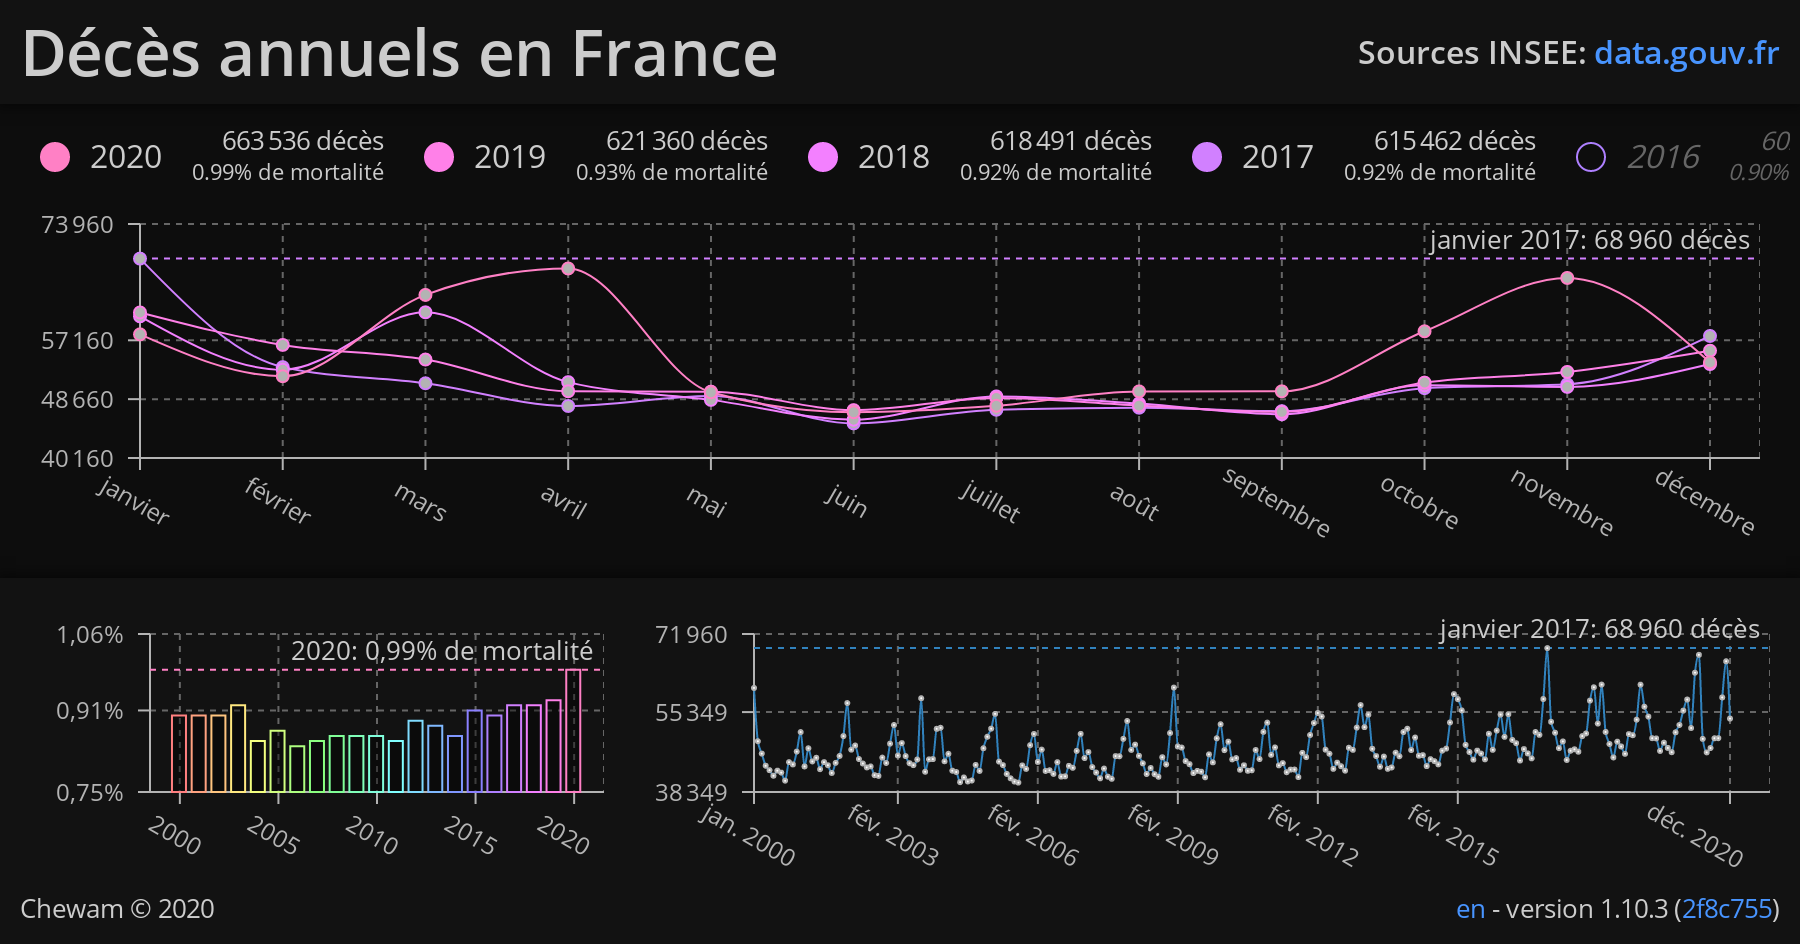 Décès annuels en France
Sources INSEE: data.gouv.fr
2020 663 536 décès
0.99% de mortalité
2019 621 360 décès
0.93% de mortalité
2018 618 491 décès
0.92% de mortalité
2017 615 462 décès
0.92% de mortalité
2016 60
0.90%
73 960
janvier 2017: 68 960 décès
57 160
48 660
40 160
janvier février mars avril mai juin juillet août septembre octobre novembre décembre
1,06%
2020: 0,99% de mortalité
0,91%
0,75%
2000 2005 2010 2015 2020
71 960
janvier 2017: 68 960 décès
55 349
38 349
jan. 2000 fév. 2003 fév. 2006 fév. 2009 fév. 2012 fév. 2015 déc. 2020
Chewam © 2020
en - version 1.10.3 (2f8c755)